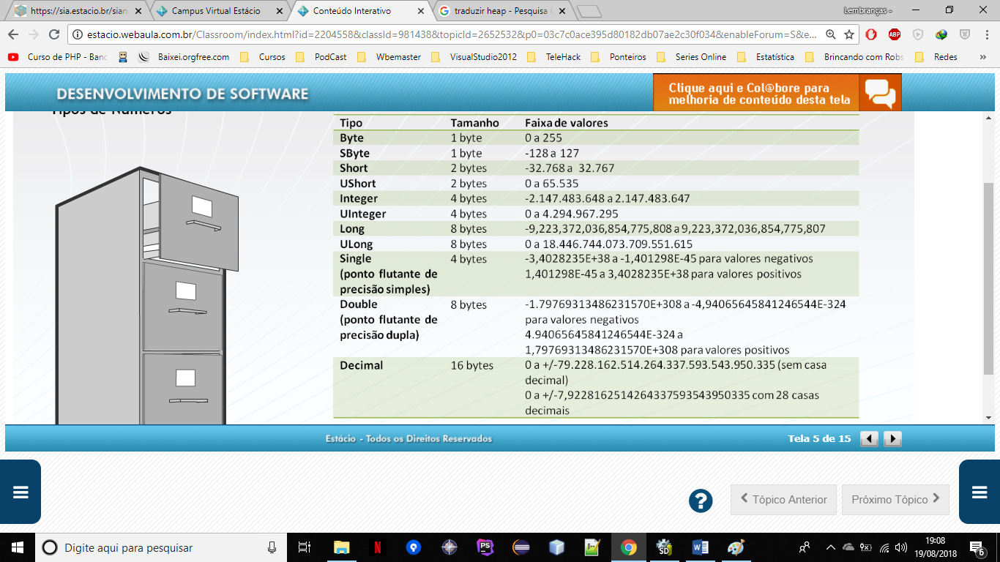 https://sia.estacio.br/sian
Campus Virtual Estácio
Conteúdo Interativo
traduzir heap - Pesquisa
Lembranças -
estacio.webaula.com.br/Classroom/index.html?id=2204558&classId=981438&topicId=2652532&p0=03c7c0ace395d80182db07ae2c30f034&enableForum=S&e...
ABP
Curso de PHP - Banc
Baixei.orgfree.com
Cursos
PodCast
Wbemaster
VisualStudio2012
TeleHack
Ponteiros
Series Online
Estatística
Brincando com Robs
Redes
»
DESENVOLVIMENTO DE SOFTWARE
Clique aqui e Col@bore para
melhoria de conteúdo desta tela
Tipos de Números
Tipo Tamanho Faixa de valores
Byte 1 byte 0 a 255
SByte 1 byte -128 a 127
Short 2 bytes -32.768 a 32.767
UShort 2 bytes 0 a 65.535
Integer 4 bytes -2.147.483.648 a 2.147.483.647
UInteger 4 bytes 0 a 4.294.967.295
Long 8 bytes -9,223,372,036,854,775,808 a 9,223,372,036,854,775,807
ULong 8 bytes 0 a 18.446.744.073.709.551.615
Single 4 bytes -3,4028235E+38 a -1,401298E-45 para valores negativos
(ponto flutante de 1,401298E-45 a 3,4028235E+38 para valores positivos
precisão simples)
Double 8 bytes -1.79769313486231570E+308 a -4,94065645841246544E-324
(ponto flutante de para valores negativos
precisão dupla) 4.94065645841246544E-324 a
1,79769313486231570E+308 para valores positivos
Decimal 16 bytes 0 a +/-79.228.162.514.264.337.593.543.950.335 (sem casa
decimal)
0 a +/-7,9228162514264337593543950335 com 28 casas
decimais
Estácio - Todos os Direitos Reservados
Tela 5 de 15
?
Tópico Anterior
Próximo Tópico
Digite aqui para pesquisar
N
PS
SD
W
19:08
19/08/2018
6